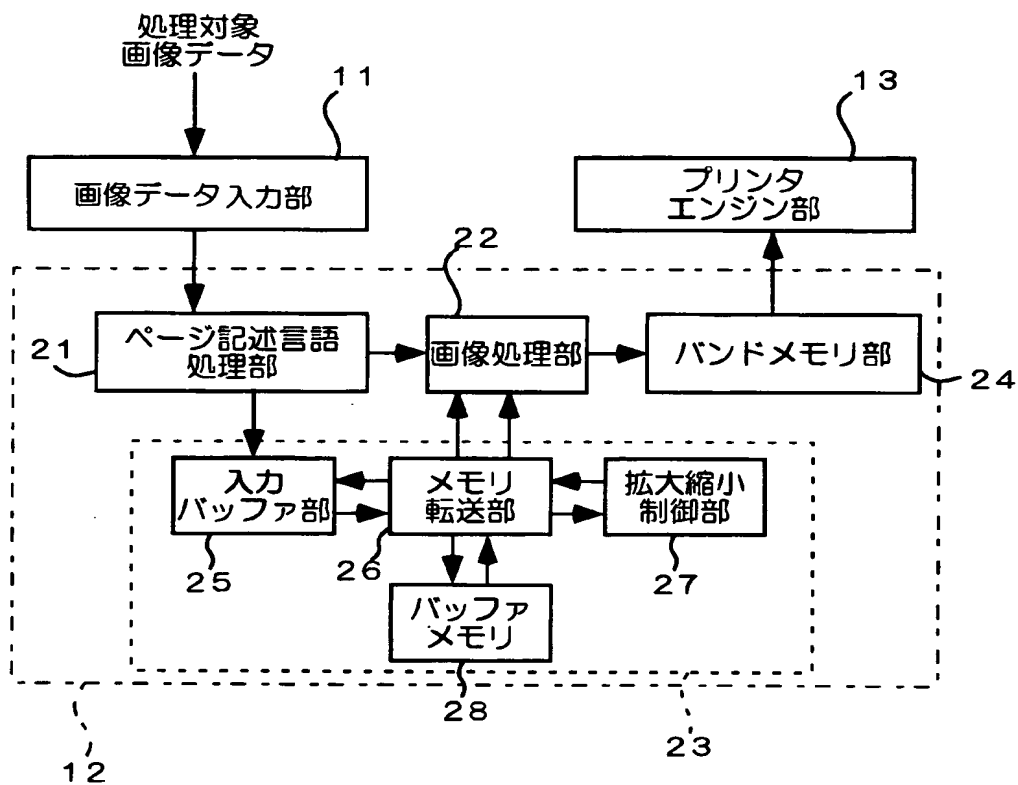 処理対象
画像データ
11
13
画像データ入力部
プリンタ
エンジン部
22
21
ページ記述言語
処理部
画像処理部
バンドメモリ部
24
入力
バッファ部
メモリ
転送部
拡大縮小
制御部
25
26
27
バッファ
メモリ
28
23
12